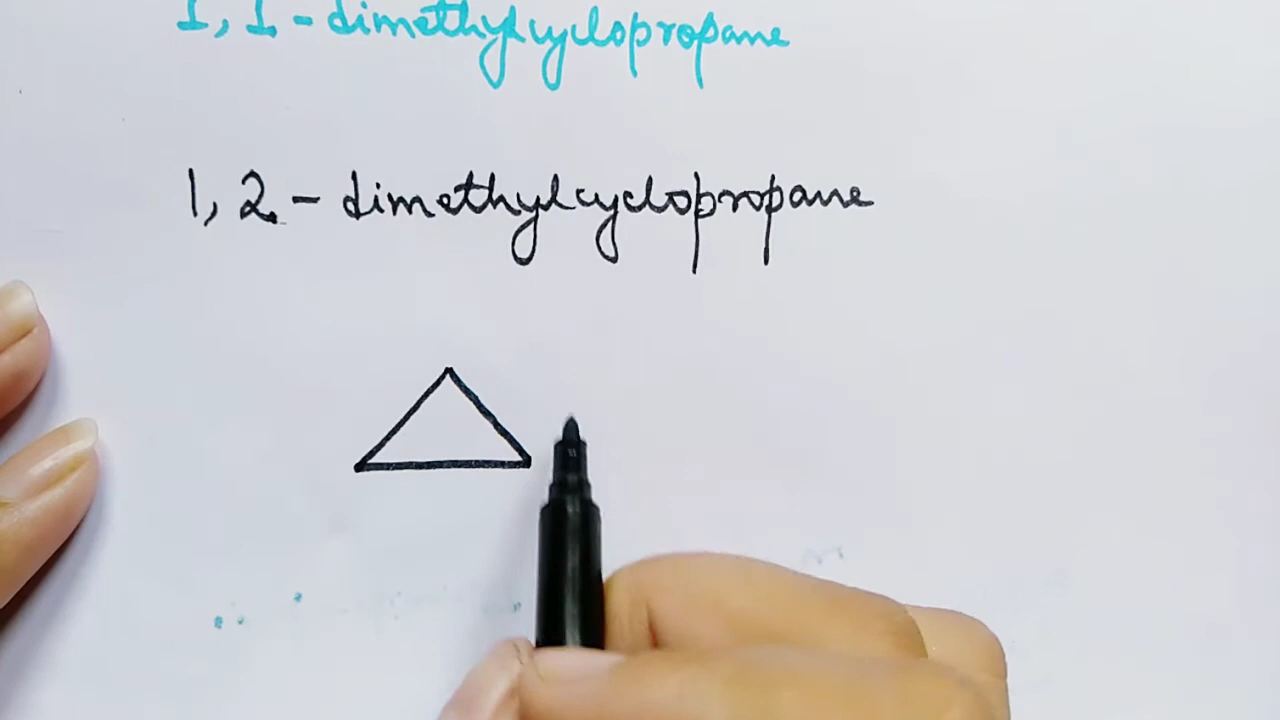 1, 1 - dimethylcyclopropane
1, 2 - dimethylcyclopropane